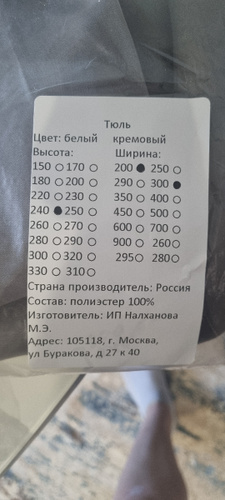 Тюль
Цвет: белый кремовый
Высота: Ширина:
150 ○ 170 ○ 200 ● 250 ○
180 ○ 200 ○ 290 ○ 300 ●
220 ○ 230 ○ 350 ○ 400 ○
240 ● 250 ○ 450 ○ 500 ○
260 ○ 270 ○ 600 ○ 700 ○
280 ○ 290 ○ 900 ○ 260 ○
300 ○ 320 ○ 295 ○ 280 ○
330 ○ 310 ○
Страна производитель: Россия
Состав: полиэстер 100%
Изготовитель: ИП Налханова
М.Э.
Адрес: 105118, г. Москва,
ул Буракова, д 27 к 40